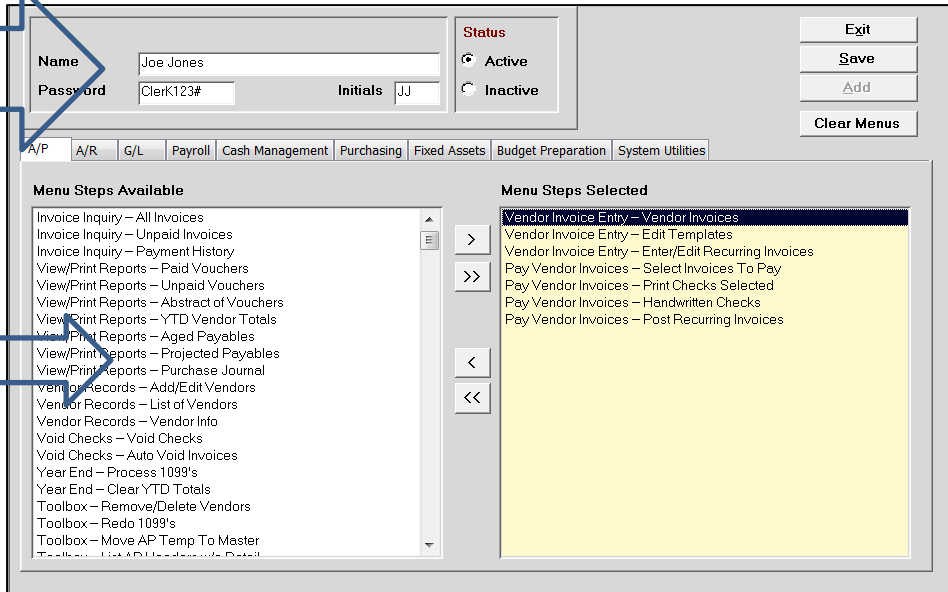 Status
Exit
Name Joe Jones Active Save
Password ClerK123# Initials JJ Inactive Add
Clear Menus
A/P A/R G/L Payroll Cash Management Purchasing Fixed Assets Budget Preparation System Utilities
Menu Steps Available
Invoice Inquiry – All Invoices
Invoice Inquiry – Unpaid Invoices
Invoice Inquiry – Payment History
View/Print Reports – Paid Vouchers
View/Print Reports – Unpaid Vouchers
View/Print Reports – Abstract of Vouchers
View/Print Reports – YTD Vendor Totals
View/Print Reports – Aged Payables
View/Print Reports – Projected Payables
View/Print Reports – Purchase Journal
Vendor Records – Add/Edit Vendors
Vendor Records – List of Vendors
Vendor Records – Vendor Info
Void Checks – Void Checks
Void Checks – Auto Void Invoices
Year End – Process 1099's
Year End – Clear YTD Totals
Toolbox – Remove/Delete Vendors
Toolbox – Redo 1099's
Toolbox – Move AP Temp To Master
>
>>
<
<<
Menu Steps Selected
Vendor Invoice Entry – Vendor Invoices
Vendor Invoice Entry – Edit Templates
Vendor Invoice Entry – Enter/Edit Recurring Invoices
Pay Vendor Invoices – Select Invoices To Pay
Pay Vendor Invoices – Print Checks Selected
Pay Vendor Invoices – Handwritten Checks
Pay Vendor Invoices – Post Recurring Invoices